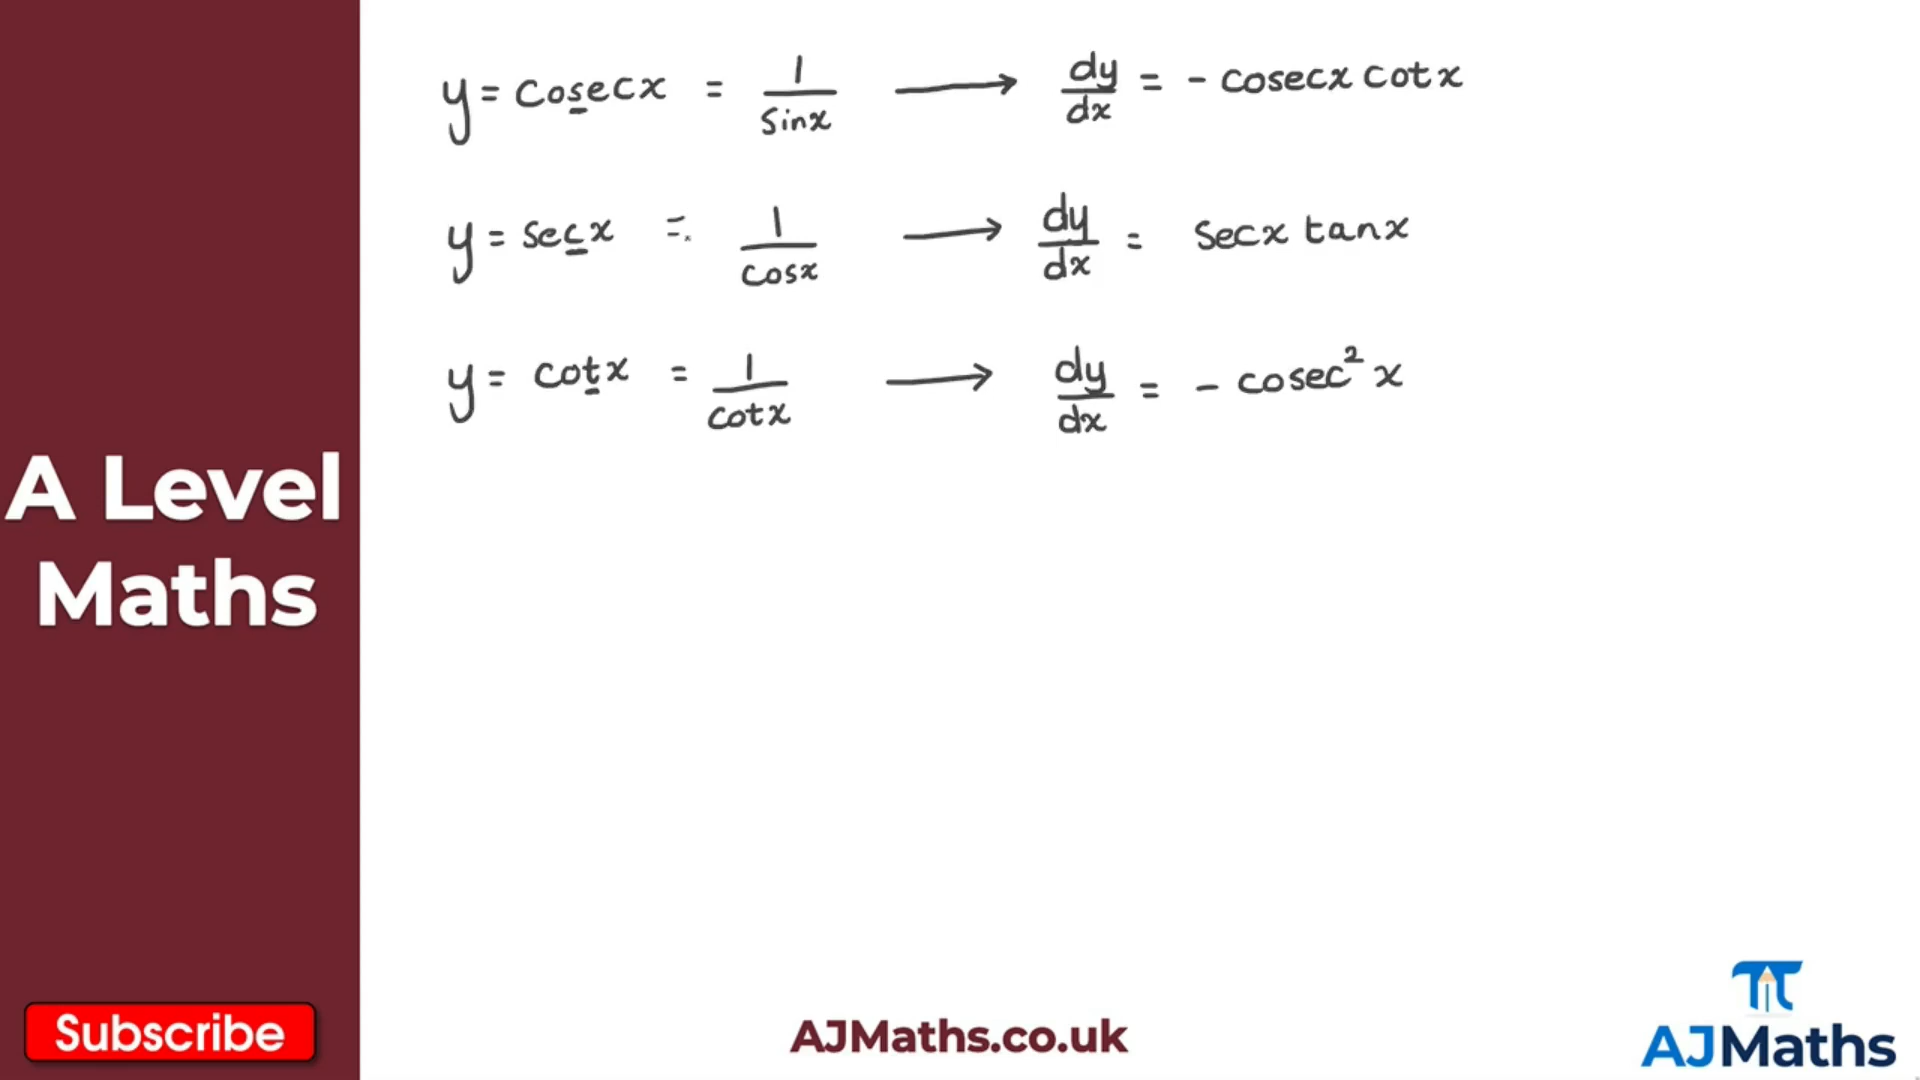 y = cosecx = 1/sinx ⟶ dy/dx = - cosecx cotx
y = secx = 1/cosx ⟶ dy/dx = secx tanx
y = cotx = 1/cotx ⟶ dy/dx = - cosec² x
A Level
Maths
Subscribe
AJMaths.co.uk
AJMaths